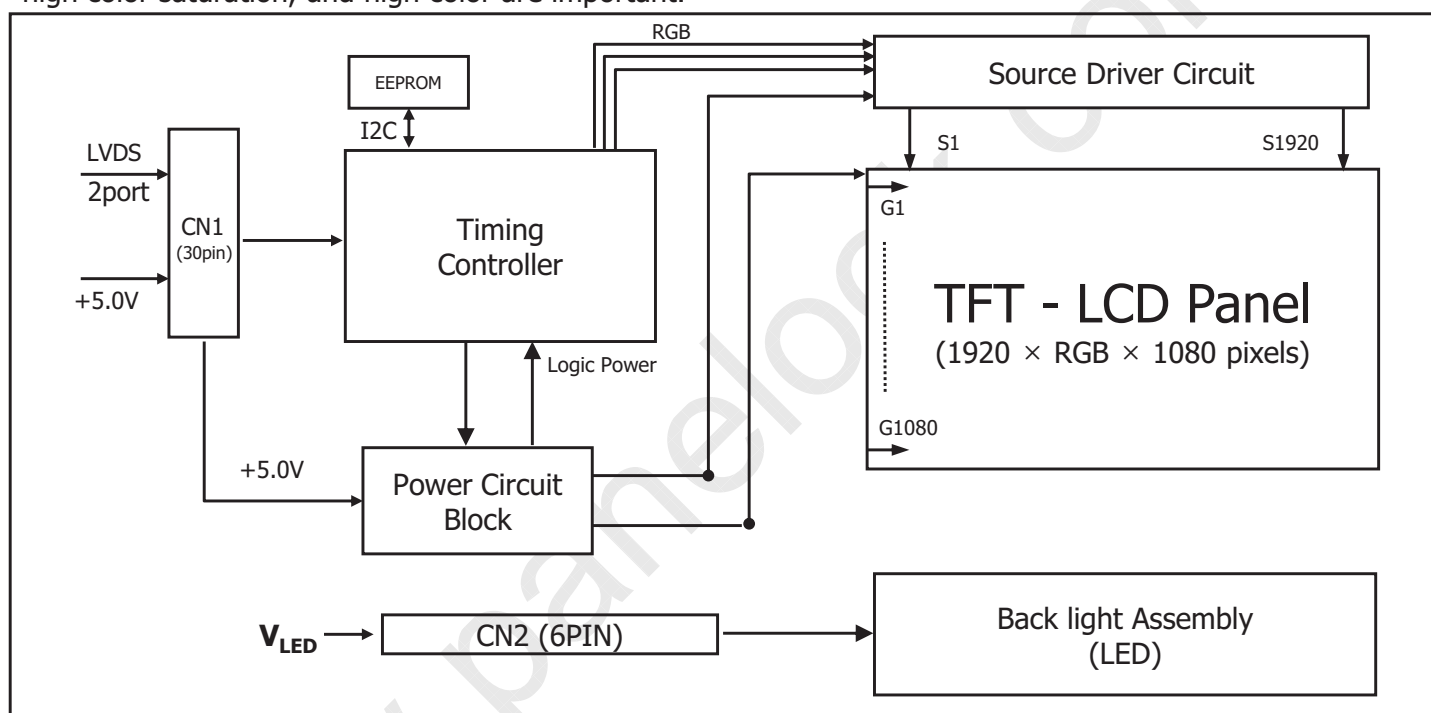 high color saturation, and high color are important.
RGB
Source Driver Circuit
EEPROM
I2C
S1
S1920
LVDS
2port
CN1
(30pin)
Timing
Controller
G1
+5.0V
TFT - LCD Panel
(1920 × RGB × 1080 pixels)
Logic Power
G1080
+5.0V
Power Circuit
Block
VLED
CN2 (6PIN)
Back light Assembly
(LED)